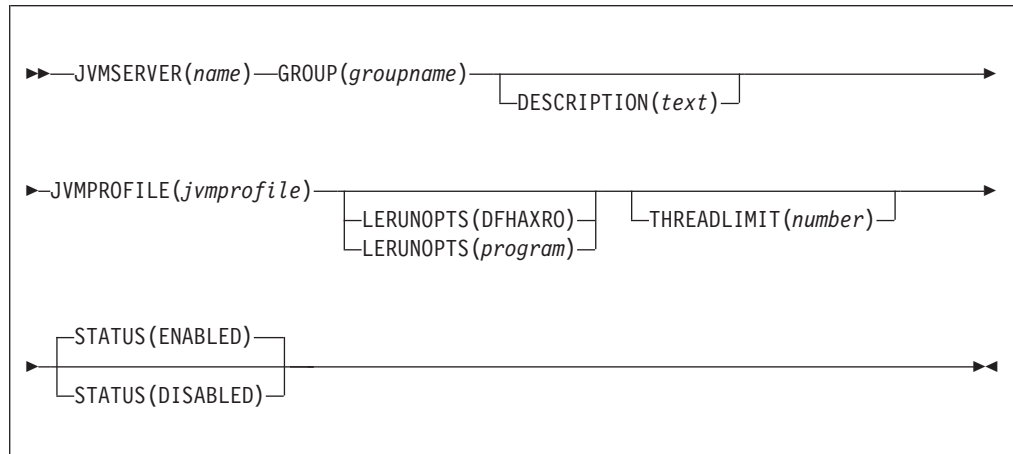 JVMSERVER(name) GROUP(groupname)
DESCRIPTION(text)
JVMPROFILE(jvmprofile)
LERUNOPTS(DFHAXRO)
LERUNOPTS(program)
THREADLIMIT(number)
STATUS(ENABLED)
STATUS(DISABLED)